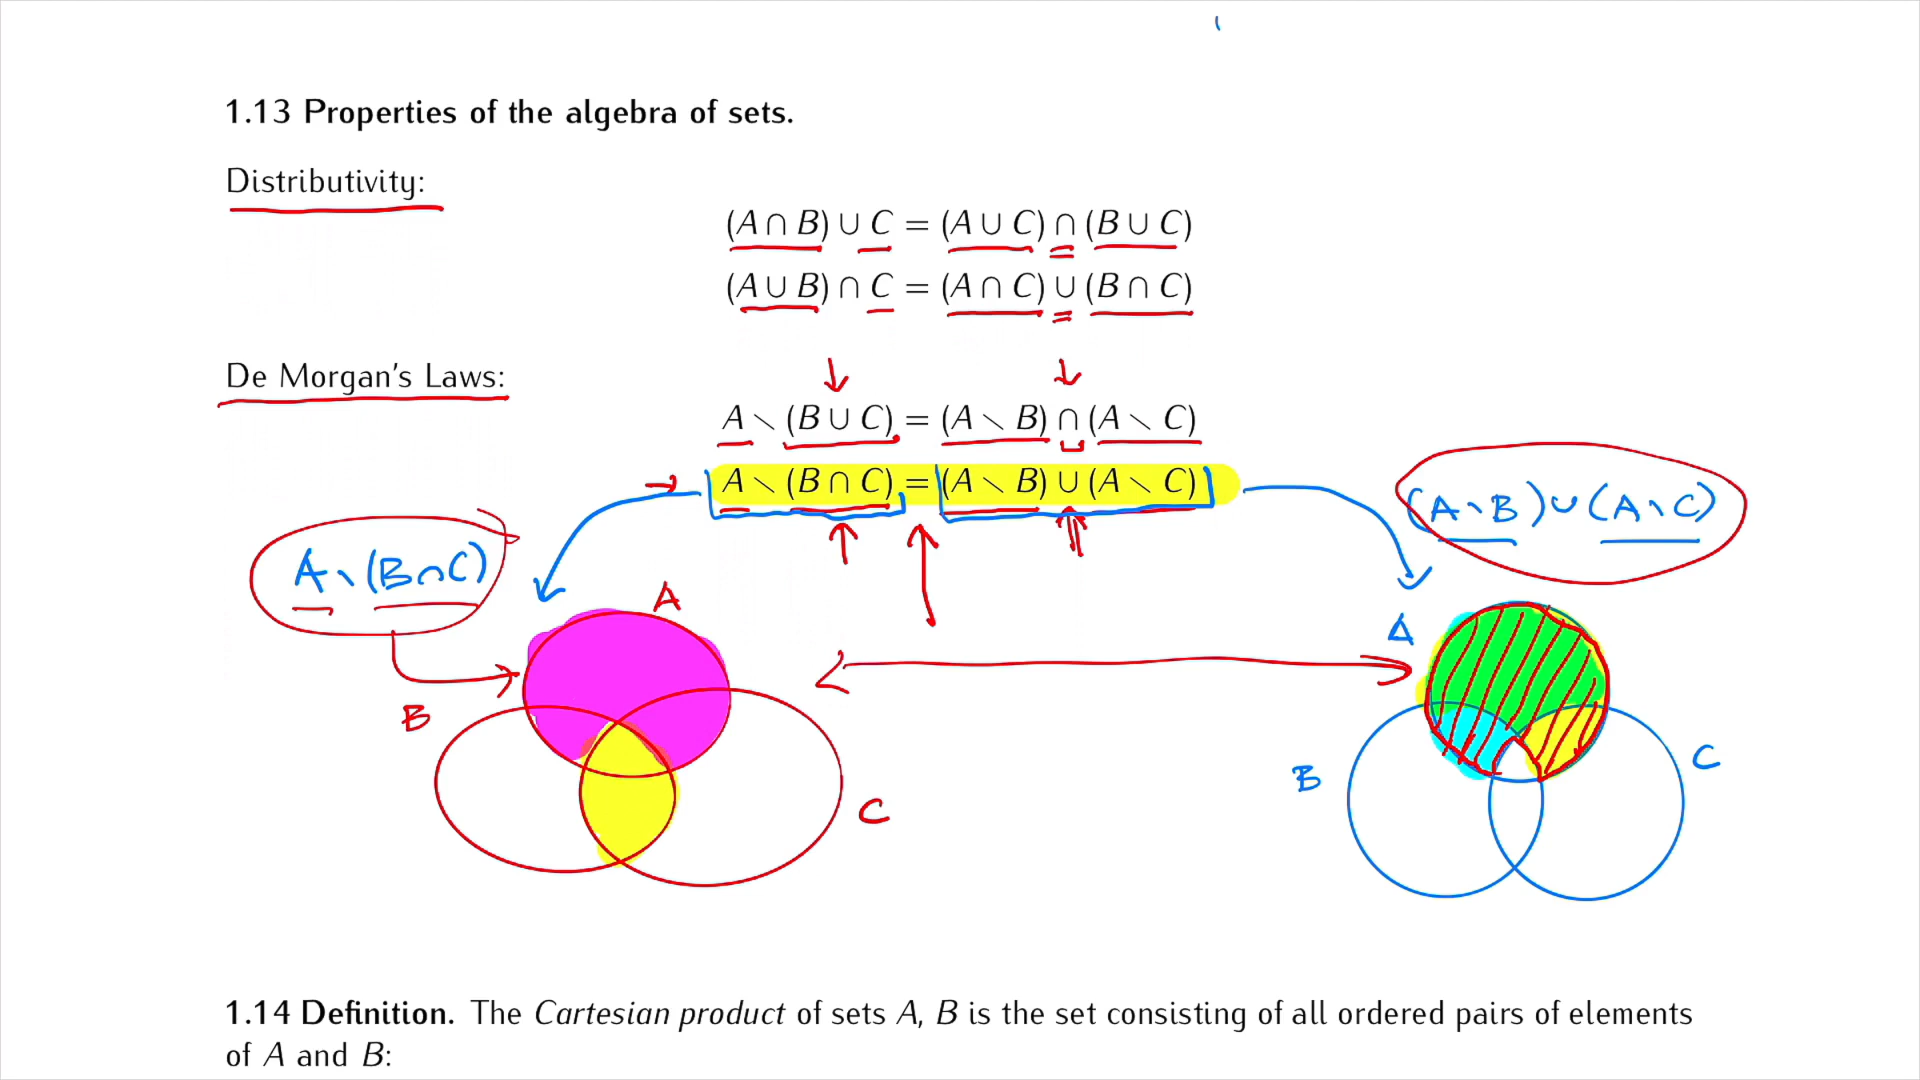 1.13 Properties of the algebra of sets.
Distributivity:
(A ∩ B) ∪ C = (A ∪ C) ∩ (B ∪ C)
(A ∪ B) ∩ C = (A ∩ C) ∪ (B ∩ C)
De Morgan's Laws:
A ∖ (B ∪ C) = (A ∖ B) ∩ (A ∖ C)
A ∖ (B ∩ C) = (A ∖ B) ∪ (A ∖ C)
(A∖B)∪(A∖C)
A∖(B∩C)
A
B
C
A
B
C
1.14 Definition. The Cartesian product of sets A, B is the set consisting of all ordered pairs of elements
of A and B: